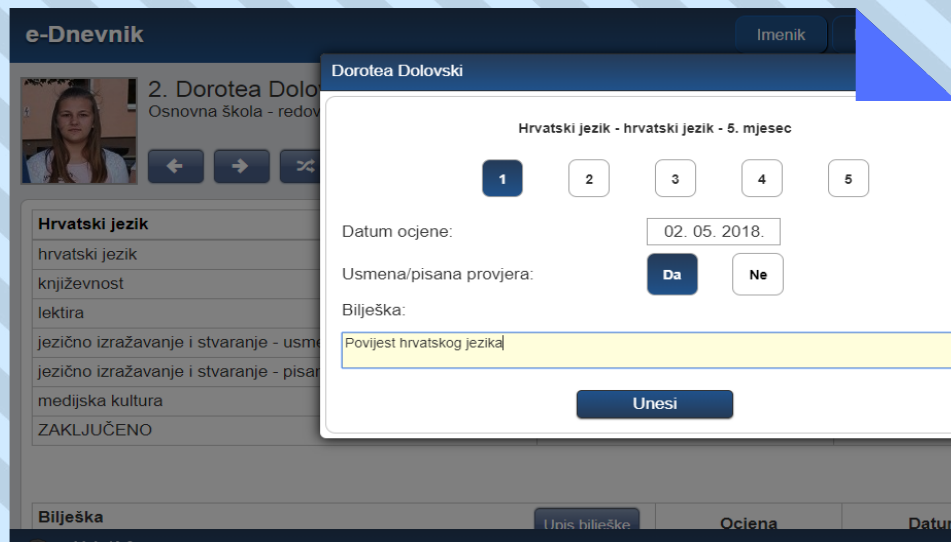 e-Dnevnik
Imenik
2. Dorotea Dolo
Osnovna škola - redov
Dorotea Dolovski
Hrvatski jezik - hrvatski jezik - 5. mjesec
1 2 3 4 5
Datum ocjene: 02. 05. 2018.
Usmena/pisana provjera: Da Ne
Bilješka:
Povijest hrvatskog jezika
Unesi
Hrvatski jezik
hrvatski jezik
književnost
lektira
jezično izražavanje i stvaranje - usme
jezično izražavanje i stvaranje - pisan
medijska kultura
ZAKLJUČENO
Bilješka Upis bilješke Ocjena Datum